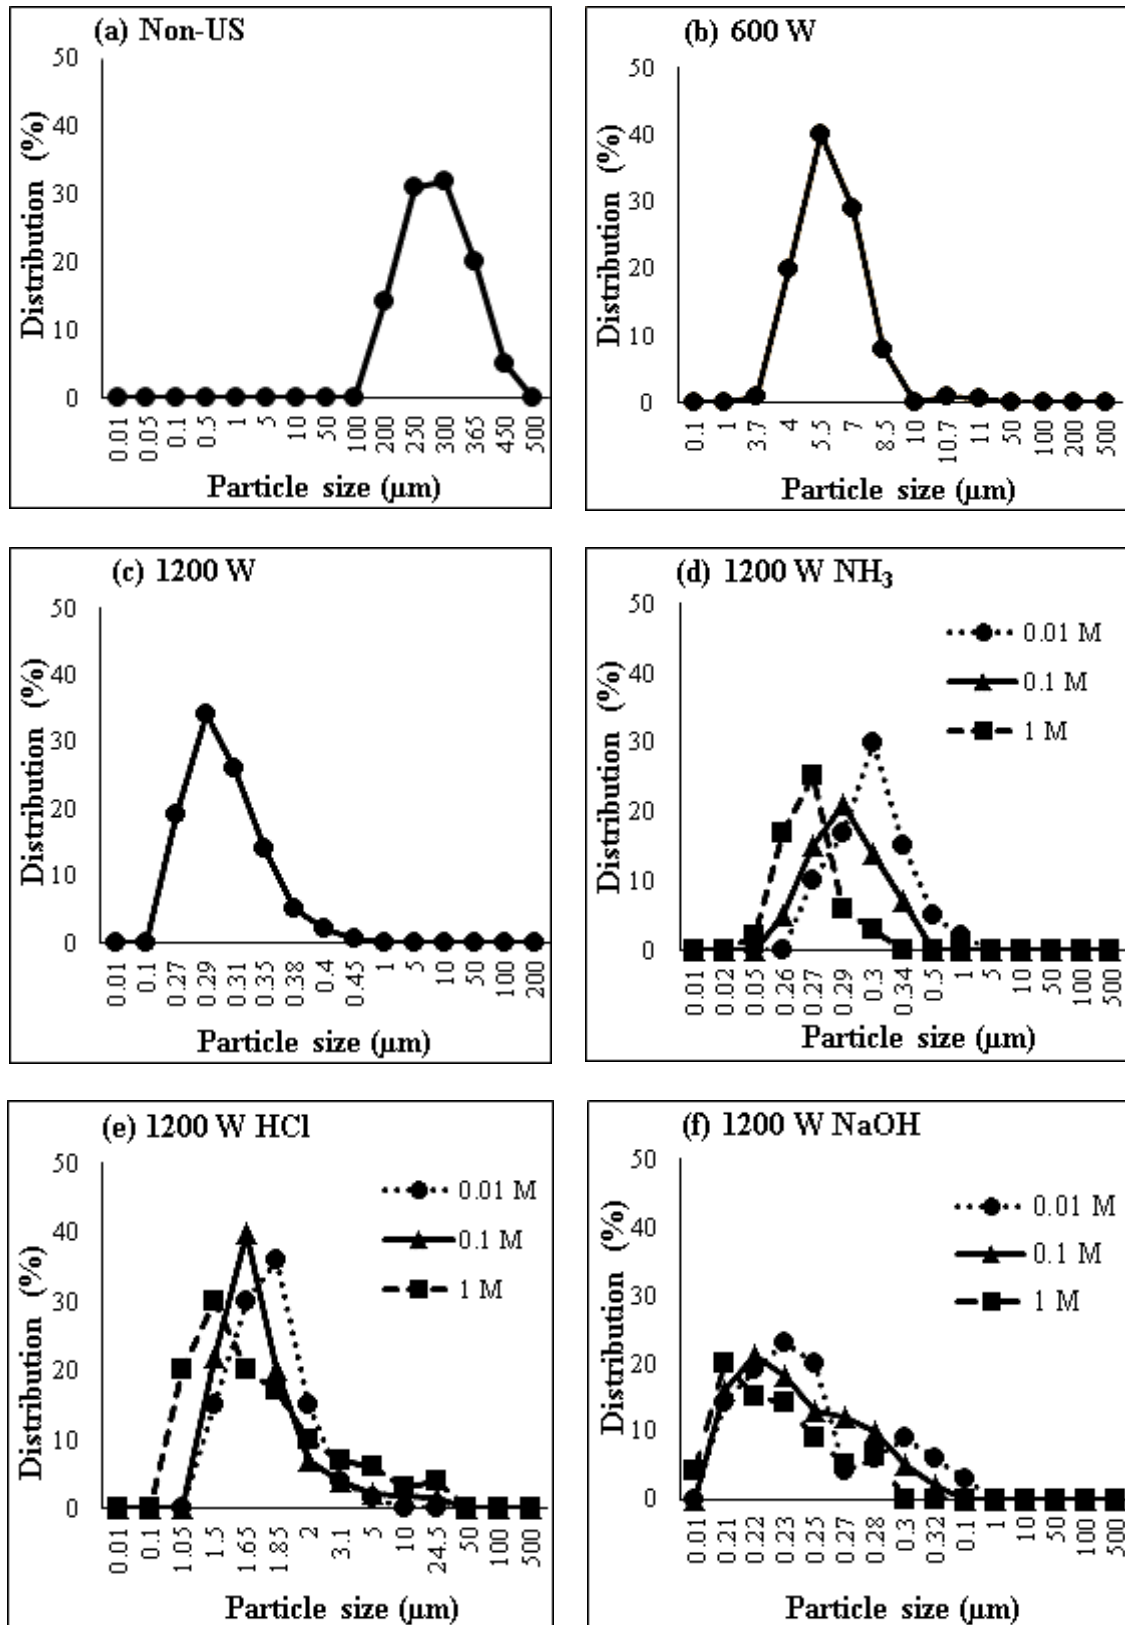 (a) Non-US
50
40
30
20
10
0
Distribution (%)
0.01 0.05 0.1 0.5 1 5 10 50 100 200 250 300 365 450 500
Particle size (µm)
(b) 600 W
50
40
30
20
10
0
Distribution (%)
0.1 1 3.7 4 5.5 7 8.5 10 10.7 11 50 100 200 500
Particle size (µm)
(c) 1200 W
50
40
30
20
10
0
Distribution (%)
0.01 0.1 0.27 0.29 0.31 0.35 0.38 0.4 0.45 1 5 10 50 100 200
Particle size (µm)
(d) 1200 W NH₃
50
40
30
20
10
0
Distribution (%)
0.01 M
0.1 M
1 M
0.01 0.02 0.05 0.26 0.27 0.29 0.3 0.34 0.5 1 5 10 50 100 500
Particle size (µm)
(e) 1200 W HCl
50
40
30
20
10
0
Distribution (%)
0.01 M
0.1 M
1 M
0.01 0.1 1.05 1.5 1.65 1.85 2 3.1 5 10 24.5 50 100 500
Particle size (µm)
(f) 1200 W NaOH
50
40
30
20
10
0
Distribution (%)
0.01 M
0.1 M
1 M
0.01 0.21 0.22 0.23 0.25 0.27 0.28 0.3 0.32 0.1 1 10 50 100 500
Particle size (µm)